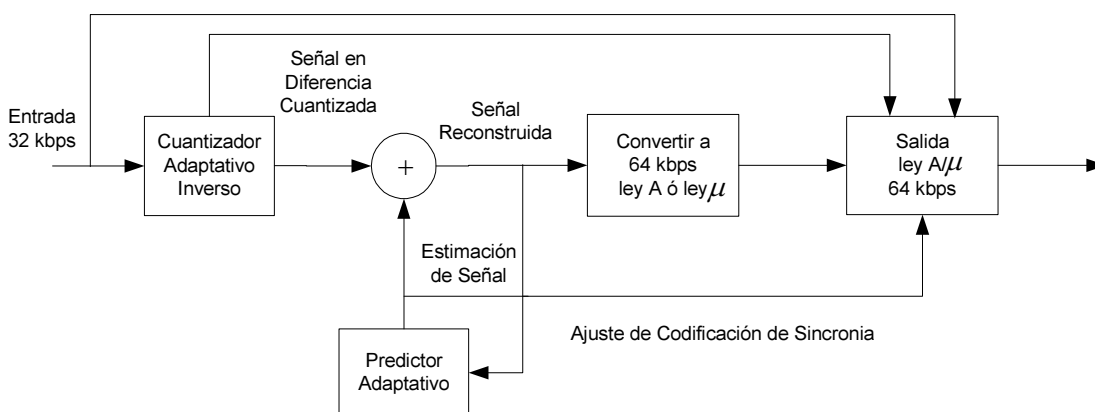 Señal en
Diferencia
Cuantizada
Entrada
32 kbps
Señal
Reconstruida
Cuantizador
Adaptativo
Inverso
+
Convertir a
64 kbps
ley A ó ley μ
Salida
ley A/μ
64 kbps
Estimación
de Señal
Ajuste de Codificación de Sincronia
Predictor
Adaptativo